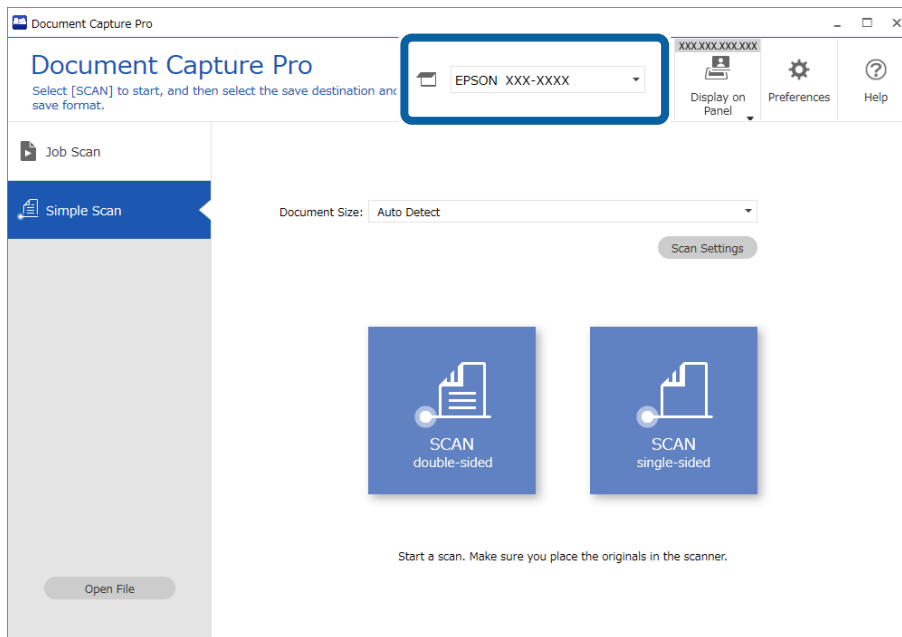 Document Capture Pro
Document Capture Pro
Select [SCAN] to start, and then select the save destination and
save format.
EPSON XXX-XXXX
XXX.XXX.XXX.XXX
Display on
Panel
Preferences
Help
Job Scan
Simple Scan
Document Size: Auto Detect
Scan Settings
SCAN
double-sided
SCAN
single-sided
Start a scan. Make sure you place the originals in the scanner.
Open File